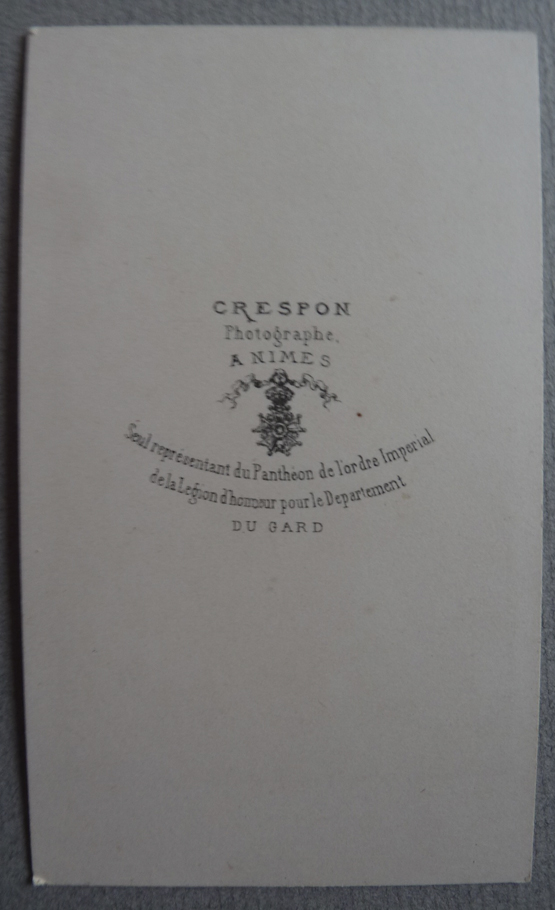 CRESPON
Photographe,
A NIMES
Seul representant du Panthéon de l'ordre Imperial
de la Légion d'honneur pour le Departement
DU GARD